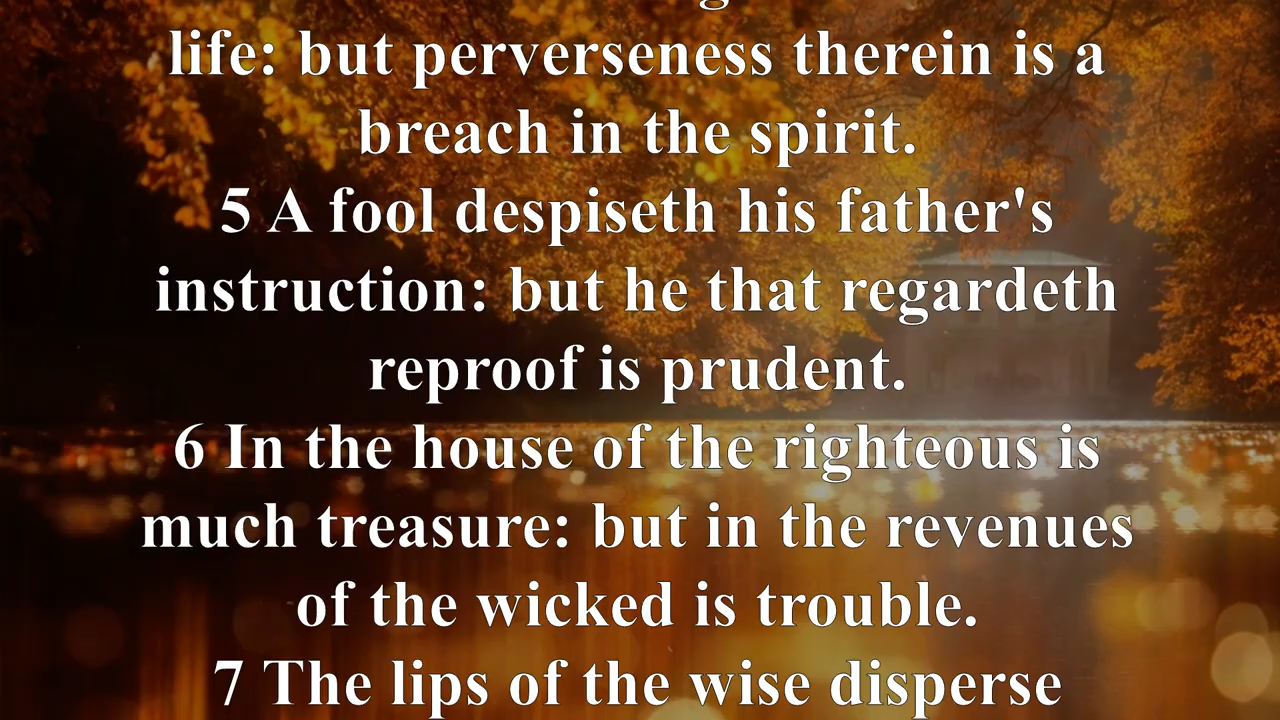 life: but perverseness therein is a
breach in the spirit.
5 A fool despiseth his father's
instruction: but he that regardeth
reproof is prudent.
6 In the house of the righteous is
much treasure: but in the revenues
of the wicked is trouble.
7 The lips of the wise disperse